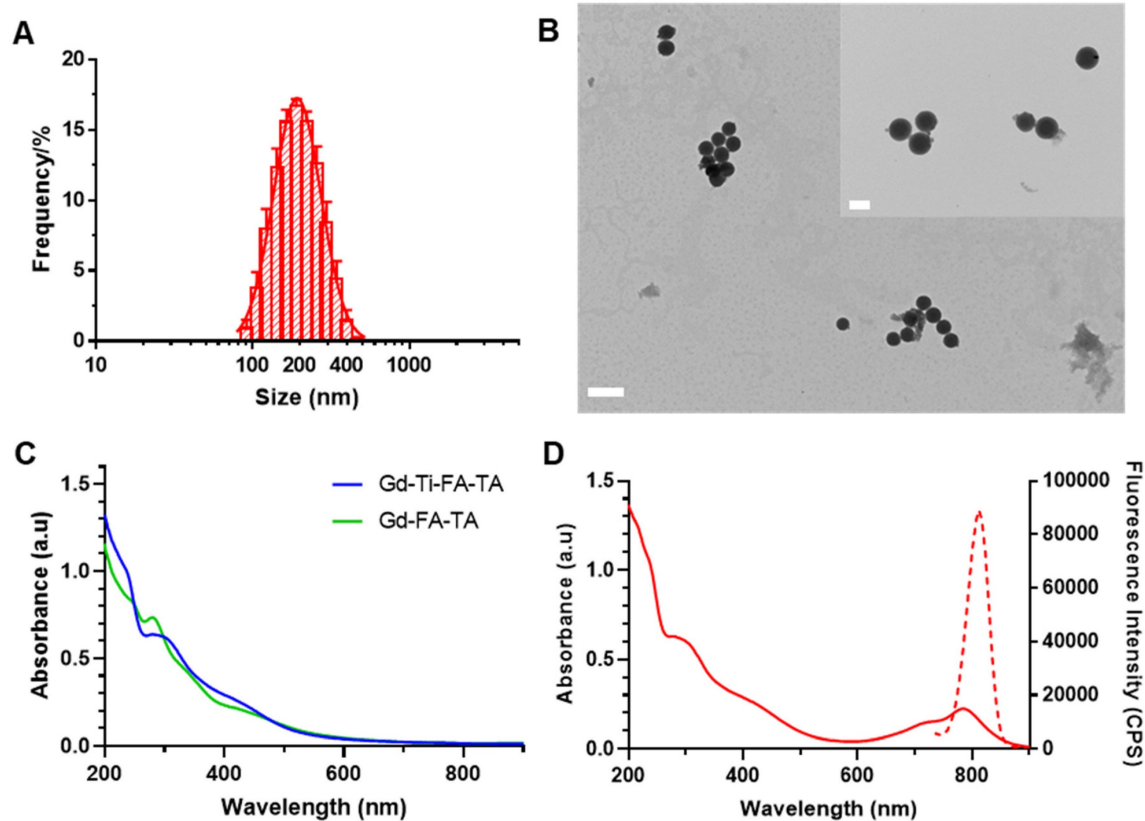 A
20
15
10
5
0
Frequency/%
10
100
200
400
1000
Size (nm)
B
C
1.5
1.0
0.5
0.0
Absorbance (a.u)
Gd-Ti-FA-TA
Gd-FA-TA
200
400
600
800
Wavelength (nm)
D
1.5
1.0
0.5
0.0
Absorbance (a.u)
100000
80000
60000
40000
20000
0
Fluorescence Intensity (CPS)
200
400
600
800
Wavelength (nm)